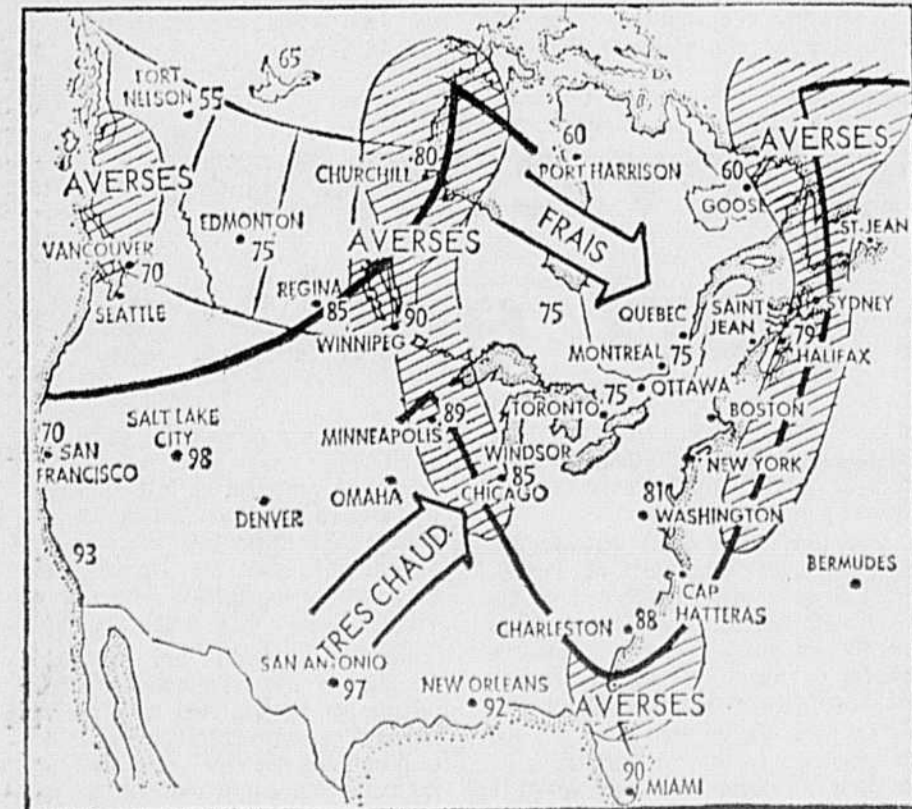 65
FORT
NELSON
55
AVERSES
80
CHURCHILL
60
PORT HARRISON
AVERSES
60
GOOSE
EDMONTON
75
AVERSES
FRAIS
ST-JEAN
VANCOUVER
70
SEATTLE
REGINA
85
90
WINNIPEG
75
QUEBEC
SAINT
JEAN
SYDNEY
79
HALIFAX
MONTREAL
75
OTTAWA
75
TORONTO
BOSTON
SALT LAKE
CITY
98
70
SAN
FRANCISCO
89
MINNEAPOLIS
WINDSOR
85
CHICAGO
NEW YORK
OMAHA
DENVER
81
WASHINGTON
93
TRES CHAUD
BERMUDES
CAP
HATTERAS
CHARLESTON
88
SAN ANTONIO
97
NEW ORLEANS
92
AVERSES
90
MIAMI